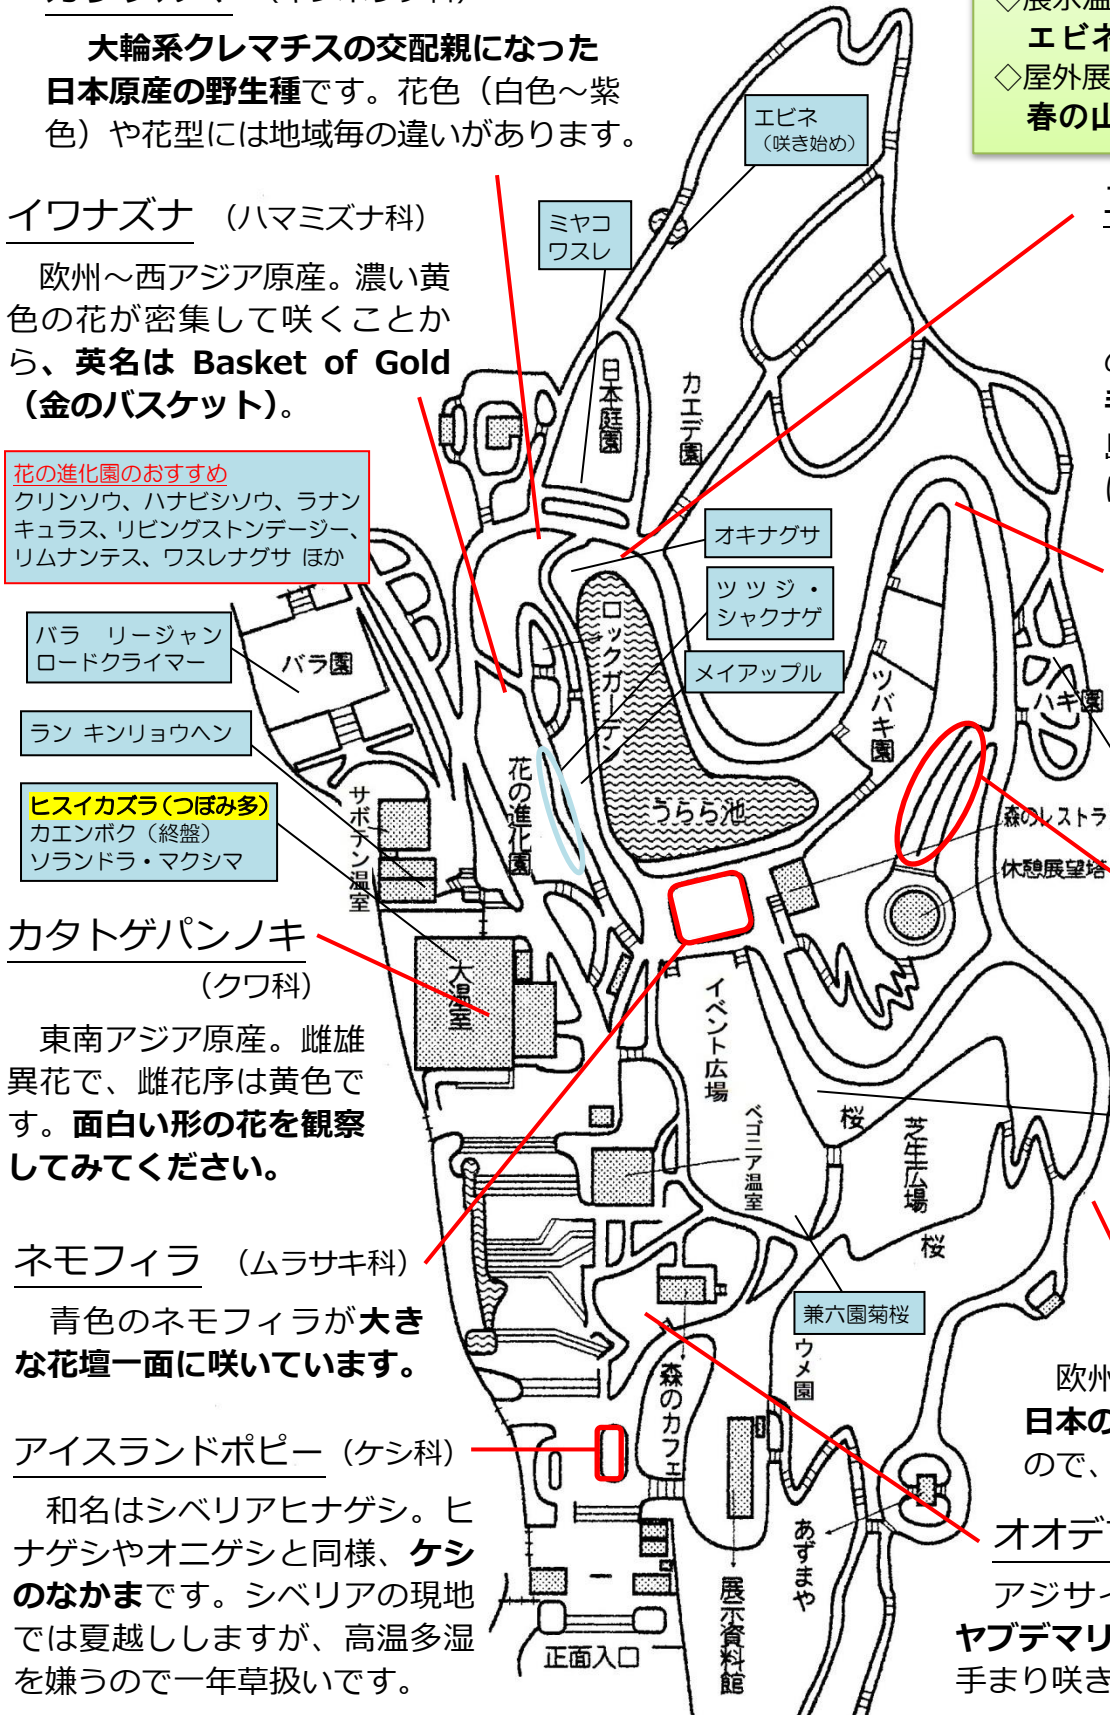 （キンポウゲ科）
大輪系クレマチスの交配親になった
日本原産の野生種です。花色（白色～紫
色）や花型には地域毎の違いがあります。
イワナズナ （ハマミズナ科）
欧州～西アジア原産。濃い黄
色の花が密集して咲くことか
ら、英名は Basket of Gold
（金のバスケット）。
花の進化園のおすすめ
クリンソウ、ハナビシソウ、ラナン
キュラス、リビングストンデージー、
リムナンテス、ワスレナグサ ほか
バラ リージャン
ロードクライマー
ラン キンリョウヘン
ヒスイカズラ（つぼみ多）
カエンボク（終盤）
ソランドラ・マクシマ
カタトゲパンノキ
（クワ科）
東南アジア原産。雌雄
異花で、雌花序は黄色で
す。面白い形の花を観察
してみてください。
ネモフィラ （ムラサキ科）
青色のネモフィラが大き
な花壇一面に咲いています。
アイスランドポピー（ケシ科）
和名はシベリアヒナゲシ。ヒ
ナゲシやオニゲシと同様、ケシ
のなかまです。シベリアの現地
では夏越ししますが、高温多湿
を嫌うので一年草扱いです。
エビネ
（咲き始め）
ミヤコ
ワスレ
日本庭園
カエデ園
オキナグサ
ツツジ・
シャクナゲ
メイアップル
ロックガーデン
うらら池
ツバキ園
ハギ園
バラ園
サボテン温室
花の進化園
大温室
森のレストラ
休憩展望塔
イベント広場
ベゴニア温室
桜
芝生広場
桜
兼六園菊桜
ウメ園
森のカフェ
あずまや
展示資料館
正面入口
◇展示温
エビネ
◇屋外展
春の山
欧州
日本の
ので、
オオデ
アジサイ
ヤブデマリ
手まり咲き